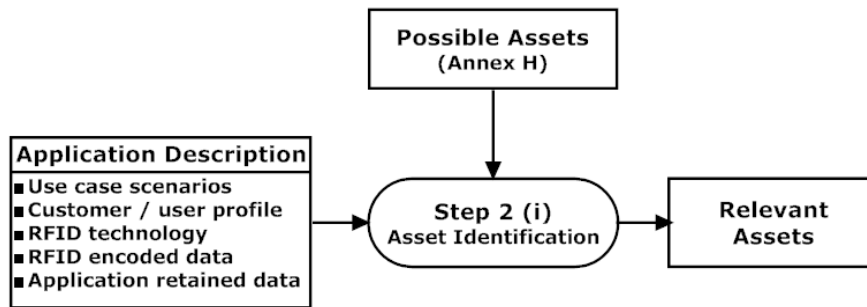 Possible Assets
(Annex H)
Application Description
■ Use case scenarios
■ Customer / user profile
■ RFID technology
■ RFID encoded data
■ Application retained data
Step 2 (i)
Asset Identification
Relevant
Assets